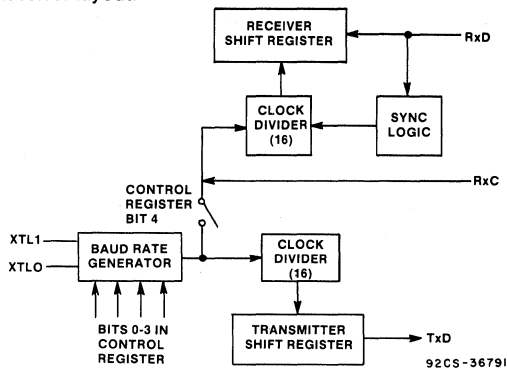 RECEIVER
SHIFT REGISTER
RxD
CLOCK
DIVIDER
(16)
SYNC
LOGIC
RxC
CONTROL
REGISTER
BIT 4
XTL1
XTLO
BAUD RATE
GENERATOR
CLOCK
DIVIDER
(16)
BITS 0-3 IN
CONTROL
REGISTER
TRANSMITTER
SHIFT REGISTER
TxD
92CS-36791